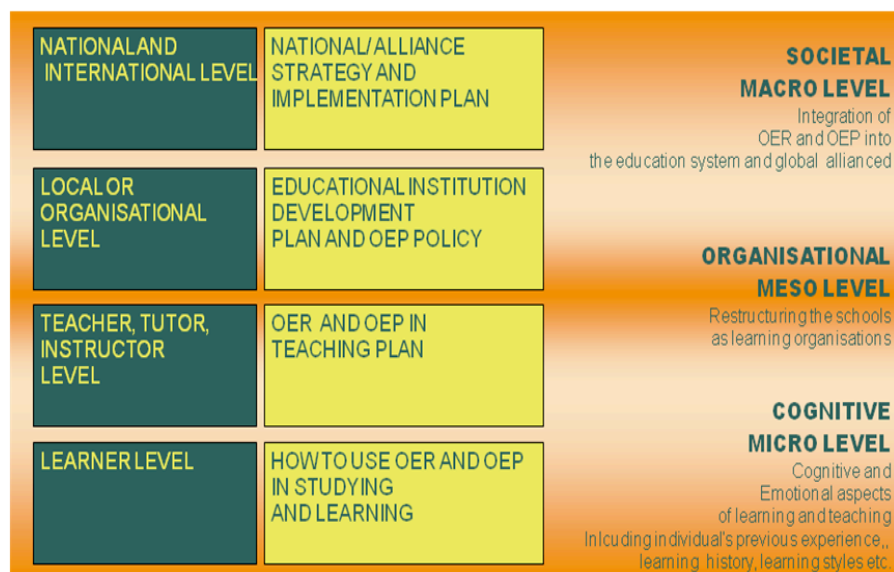 NATIONAL AND
INTERNATIONAL LEVEL
NATIONAL/ALLIANCE
STRATEGY AND
IMPLEMENTATION PLAN
SOCIETAL
MACRO LEVEL
Integration of
OER and OEP into
the education system and global allianced
LOCAL OR
ORGANISATIONAL
LEVEL
EDUCATIONAL INSTITUTION
DEVELOPMENT
PLAN AND OEP POLICY
ORGANISATIONAL
MESO LEVEL
Restructuring the schools
as learning organisations
TEACHER, TUTOR,
INSTRUCTOR
LEVEL
OER AND OEP IN
TEACHING PLAN
LEARNER LEVEL
HOW TO USE OER AND OEP
IN STUDYING
AND LEARNING
COGNITIVE
MICRO LEVEL
Cognitive and
Emotional aspects
of learning and teaching
Inlcuding individual's previous experience,,
learning history, learning styles etc.